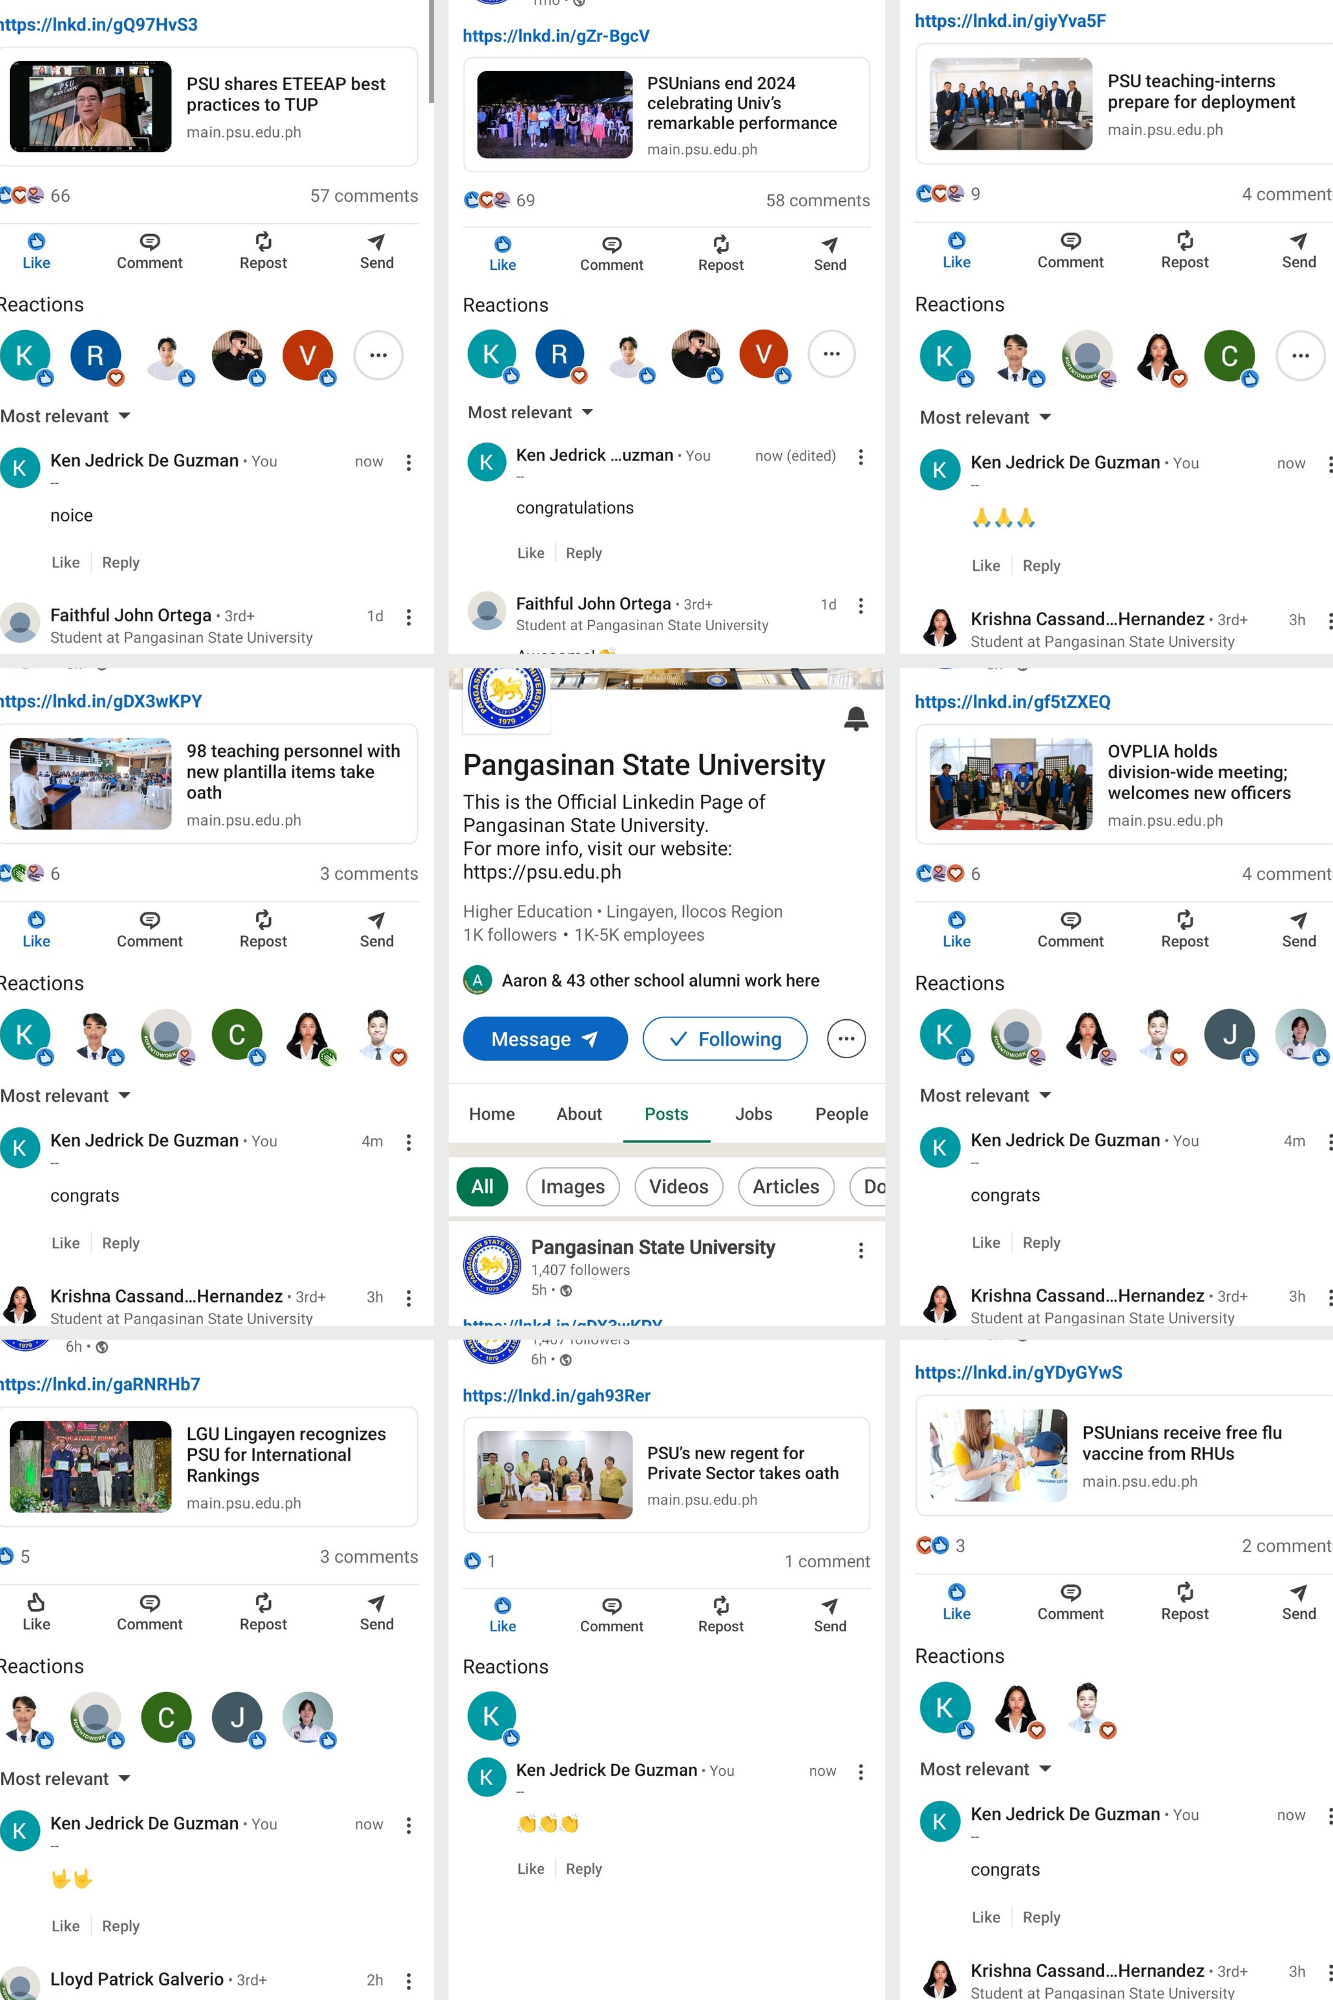 https://lnkd.in/gQ97HvS3
PSU shares ETEEAP best
practices to TUP
main.psu.edu.ph
66
57 comments
Like
Comment
Repost
Send
Reactions
K
R
V
Most relevant
K
Ken Jedrick De Guzman • You
now
--
noice
Like
Reply
Faithful John Ortega • 3rd+
1d
Student at Pangasinan State University
1mo •
https://lnkd.in/gZr-BgcV
PSUnians end 2024
celebrating Univ's
remarkable performance
main.psu.edu.ph
69
58 comments
Like
Comment
Repost
Send
Reactions
K
R
V
Most relevant
K
Ken Jedrick ...uzman • You
now (edited)
--
congratulations
Like
Reply
Faithful John Ortega • 3rd+
1d
Student at Pangasinan State University
Awesome! 👏
https://lnkd.in/giyYva5F
PSU teaching-interns
prepare for deployment
main.psu.edu.ph
9
4 comment
Like
Comment
Repost
Send
Reactions
K
#OPENTOWORK
C
Most relevant
K
Ken Jedrick De Guzman • You
now
--
🙏🙏🙏
Like
Reply
Krishna Cassand...Hernandez • 3rd+
3h
Student at Pangasinan State University
https://lnkd.in/gDX3wKPY
98 teaching personnel with
new plantilla items take
oath
main.psu.edu.ph
6
3 comments
Like
Comment
Repost
Send
Reactions
K
#OPENTOWORK
C
Most relevant
K
Ken Jedrick De Guzman • You
4m
--
congrats
Like
Reply
Krishna Cassand...Hernandez • 3rd+
3h
Student at Pangasinan State University
1979
Pangasinan State University
This is the Official Linkedin Page of
Pangasinan State University.
For more info, visit our website:
https://psu.edu.ph
Higher Education • Lingayen, Ilocos Region
1K followers • 1K-5K employees
A
Aaron & 43 other school alumni work here
Message
Following
Home
About
Posts
Jobs
People
All
Images
Videos
Articles
Do
Pangasinan State University
1,407 followers
5h •
https://lnkd.in/gDX3wKPY
https://lnkd.in/gf5tZXEQ
OVPLIA holds
division-wide meeting;
welcomes new officers
main.psu.edu.ph
6
4 comment
Like
Comment
Repost
Send
Reactions
K
#OPENTOWORK
J
Most relevant
K
Ken Jedrick De Guzman • You
4m
--
congrats
Like
Reply
Krishna Cassand...Hernandez • 3rd+
3h
Student at Pangasinan State University
6h •
https://lnkd.in/gaRNRHb7
LGU Lingayen recognizes
PSU for International
Rankings
main.psu.edu.ph
5
3 comments
Like
Comment
Repost
Send
Reactions
#OPENTOWORK
C
J
Most relevant
K
Ken Jedrick De Guzman • You
now
--
🤟🤟
Like
Reply
Lloyd Patrick Galverio • 3rd+
2h
1,407 followers
6h •
https://lnkd.in/gah93Rer
PSU's new regent for
Private Sector takes oath
main.psu.edu.ph
1
1 comment
Like
Comment
Repost
Send
Reactions
K
K
Ken Jedrick De Guzman • You
now
--
👏👏👏
Like
Reply
https://lnkd.in/gYDyGYwS
PSUnians receive free flu
vaccine from RHUs
main.psu.edu.ph
3
2 comment
Like
Comment
Repost
Send
Reactions
K
Most relevant
K
Ken Jedrick De Guzman • You
now
--
congrats
Like
Reply
Krishna Cassand...Hernandez • 3rd+
3h
Student at Pangasinan State University